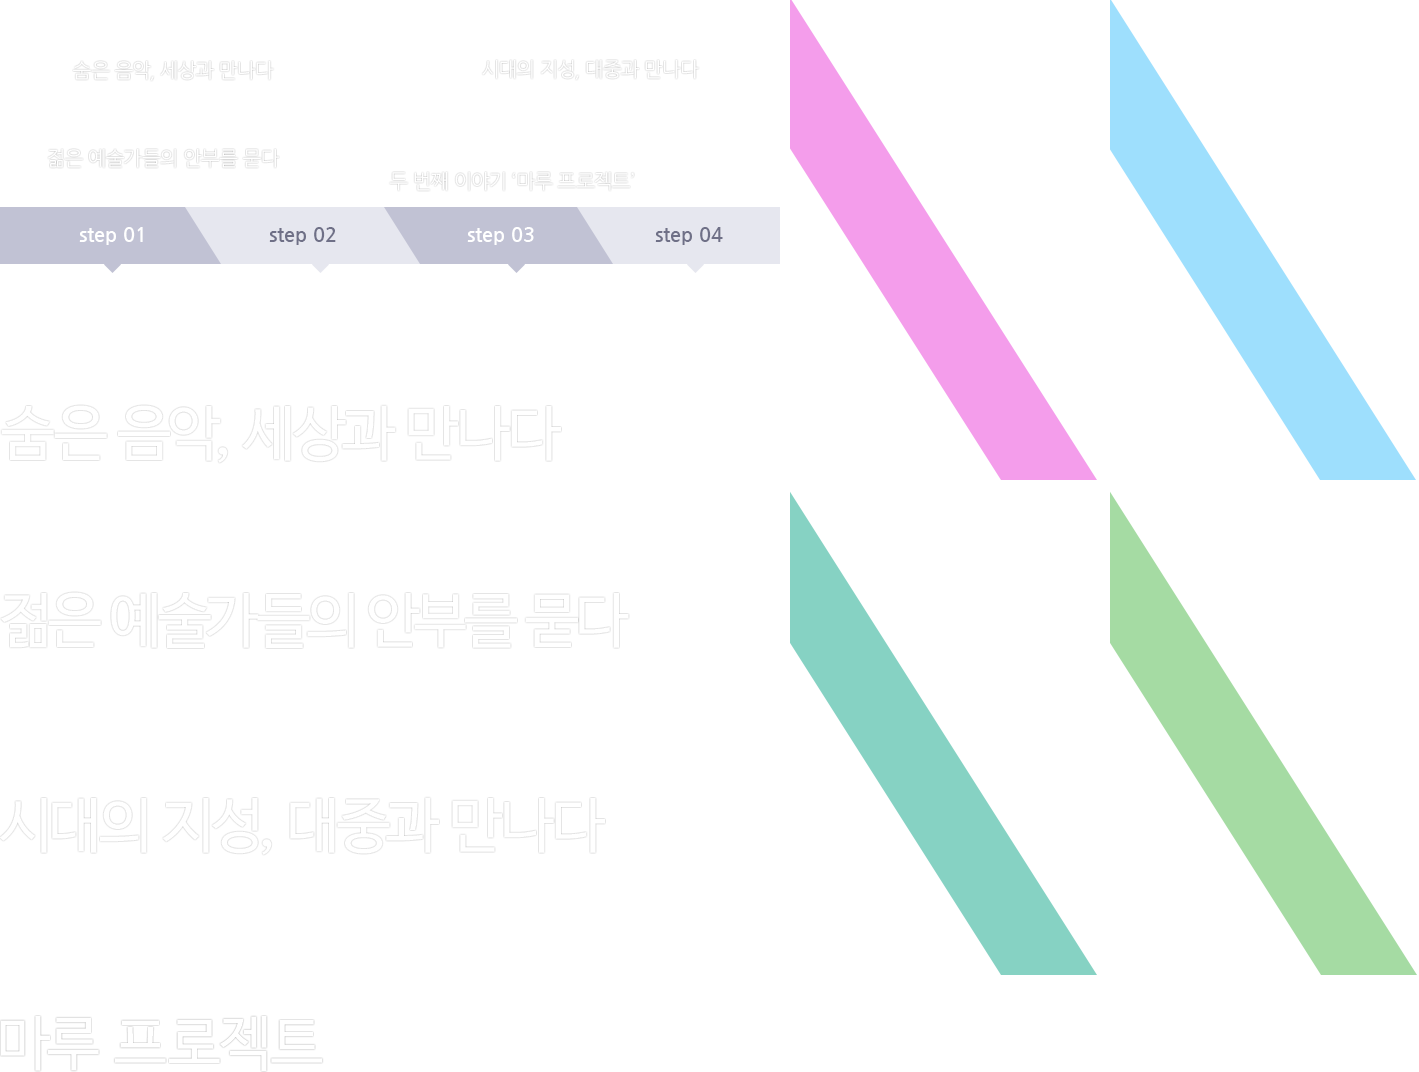 숨은 음악, 세상과 만나다
시대의 지성, 대중과 만나다
젊은 예술가들의 안부를 묻다
두 번째 이야기 ‘마루 프로젝트’
step 01 step 02 step 03 step 04
숨은 음악, 세상과 만나다
젊은 예술가들의 안부를 묻다
시대의 지성, 대중과 만나다
마루 프로젝트